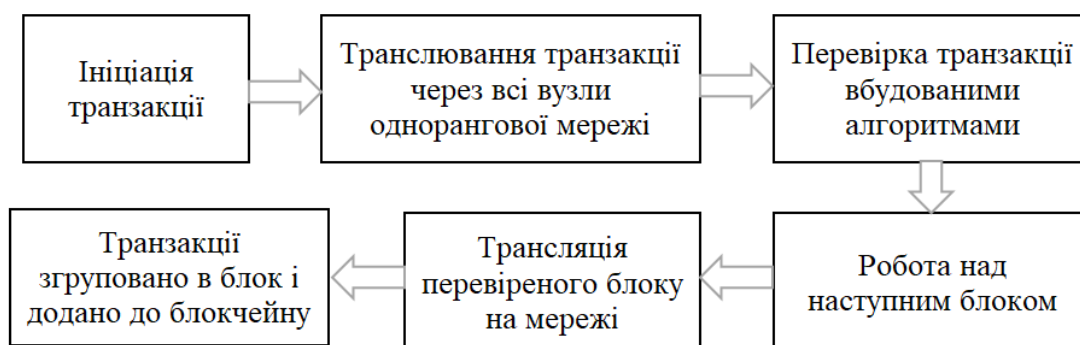 Ініціація
транзакції
Транслювання транзакції
через всі вузли
однорангової мережі
Перевірка транзакції
вбудованими
алгоритмами
Робота над
наступним блоком
Трансляція
перевіреного блоку
на мережі
Транзакції
згруповано в блок і
додано до блокчейну